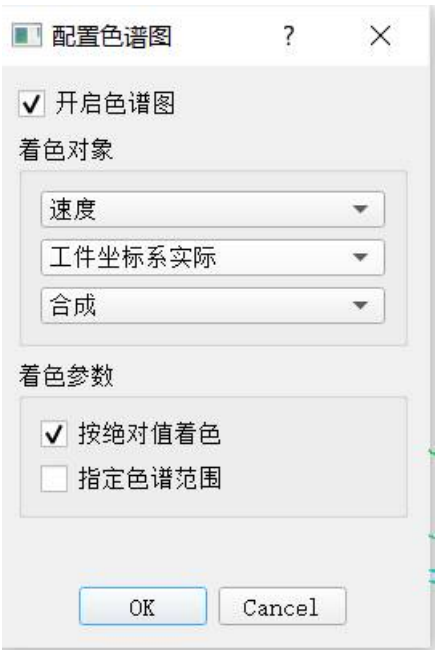 配置色谱图 ?
开启色谱图
着色对象
速度
工件坐标系实际
合成
着色参数
按绝对值着色
指定色谱范围
OK Cancel